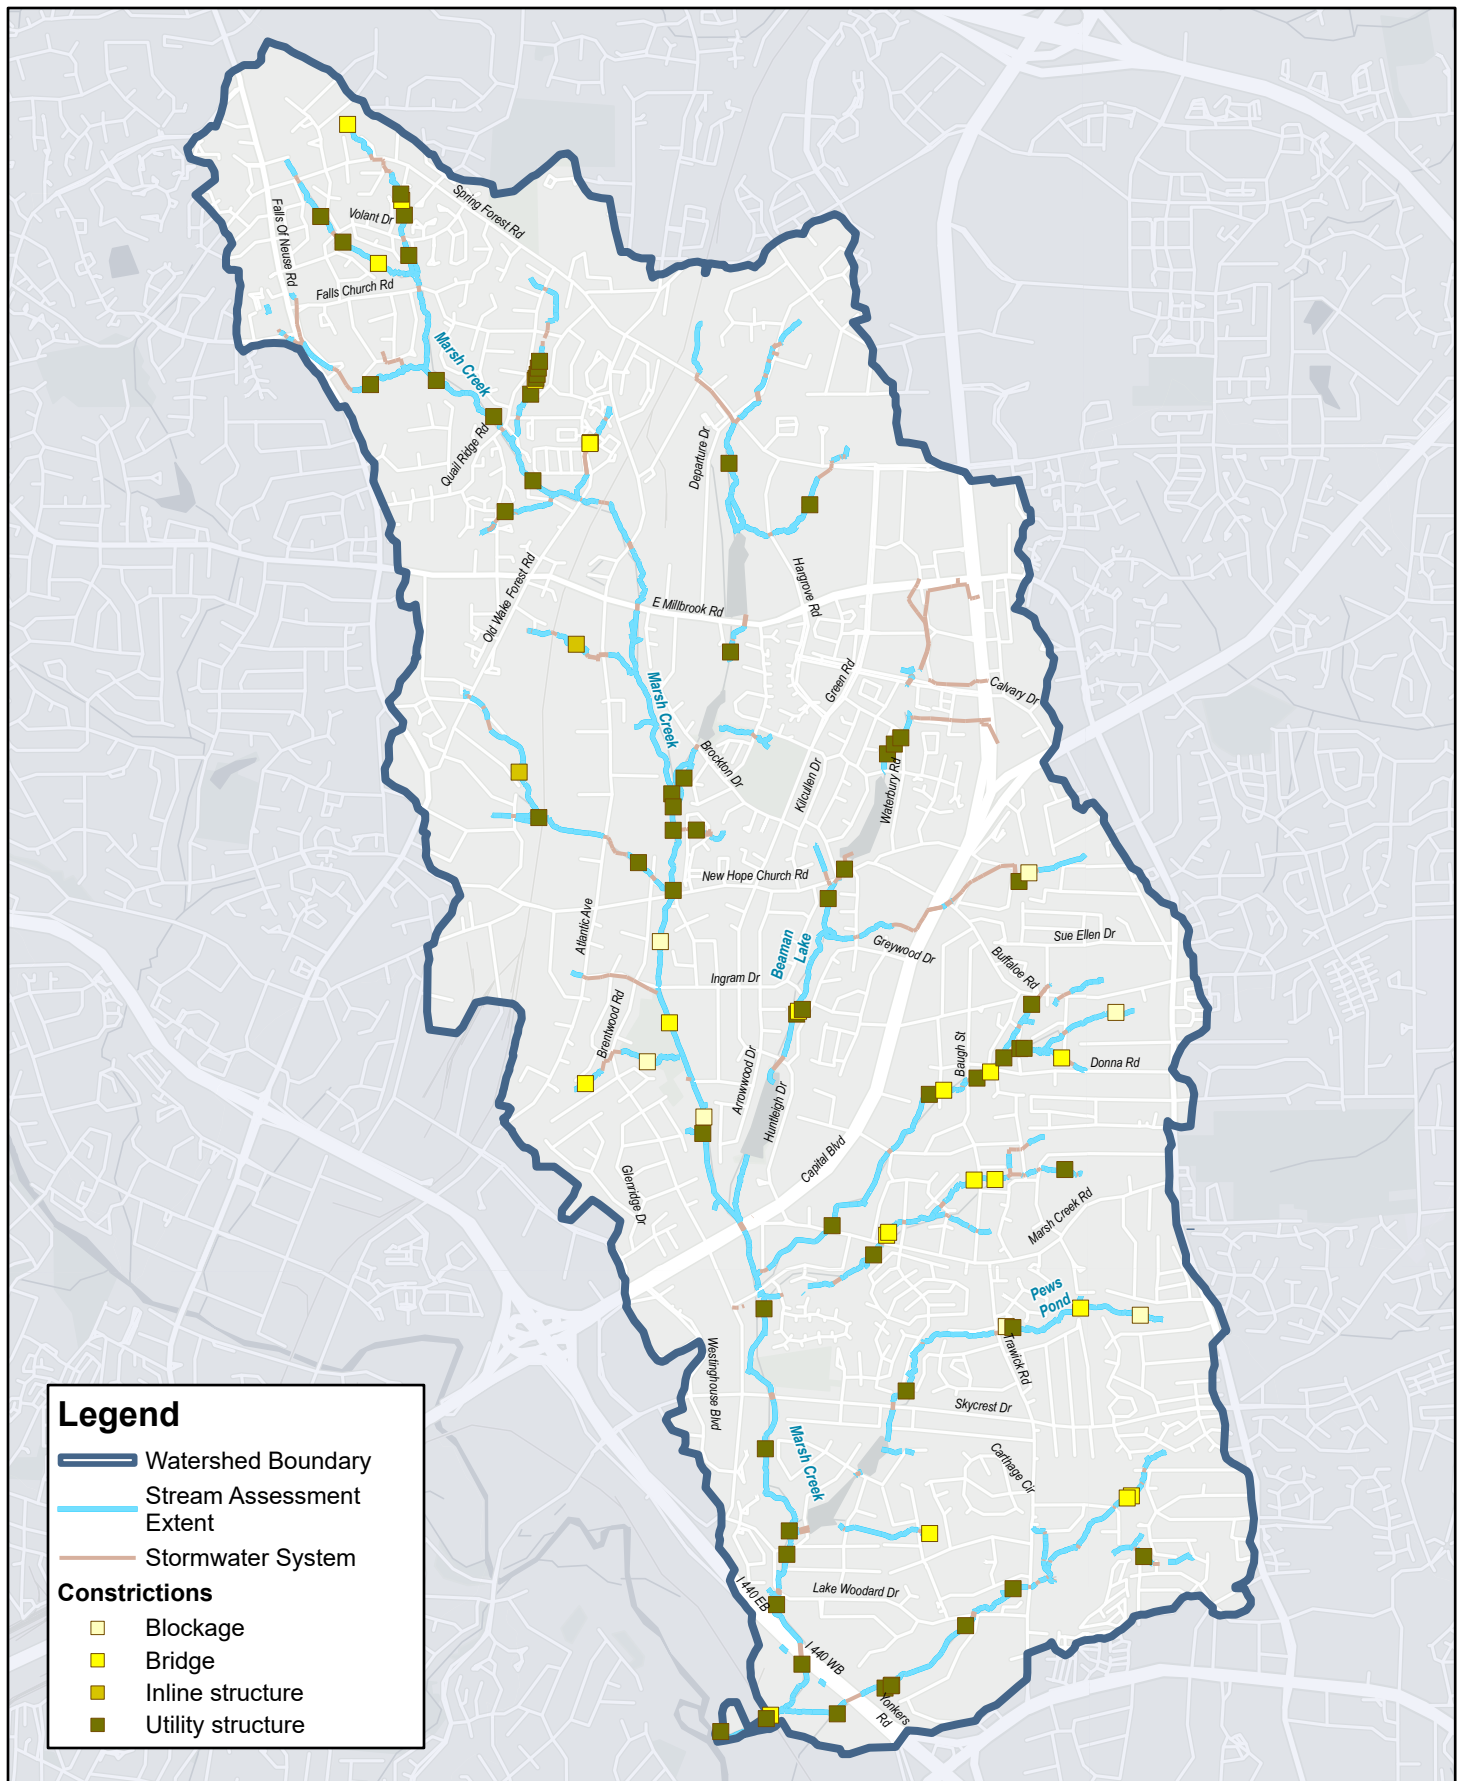 Spring Forest Rd
Falls Of Neuse Rd
Volant Dr
Falls Church Rd
Marsh Creek
Quail Ridge Rd
Departure Dr
Old Wake Forest Rd
Hargrove Rd
E Millbrook Rd
Green Rd
Calvary Dr
Marsh Creek
Brockton Dr
Kilcullen Dr
Waterbury Rd
New Hope Church Rd
Atlantic Ave
Beaman
Lake
Greywood Dr
Sue Ellen Dr
Buffaloe Rd
Ingram Dr
Brentwood Rd
Baugh St
Donna Rd
Arrowwood Dr
Huntleigh Dr
Capital Blvd
Glenridge Dr
Marsh Creek Rd
Pews
Pond
Trawick Rd
Westinghouse Blvd
Skycrest Dr
Marsh Creek
Carthage Cir
Lake Woodard Dr
I 440 EB
I 440 WB
Yonkers
Rd
Legend
Watershed Boundary
Stream Assessment
Extent
Stormwater System
Constrictions
Blockage
Bridge
Inline structure
Utility structure